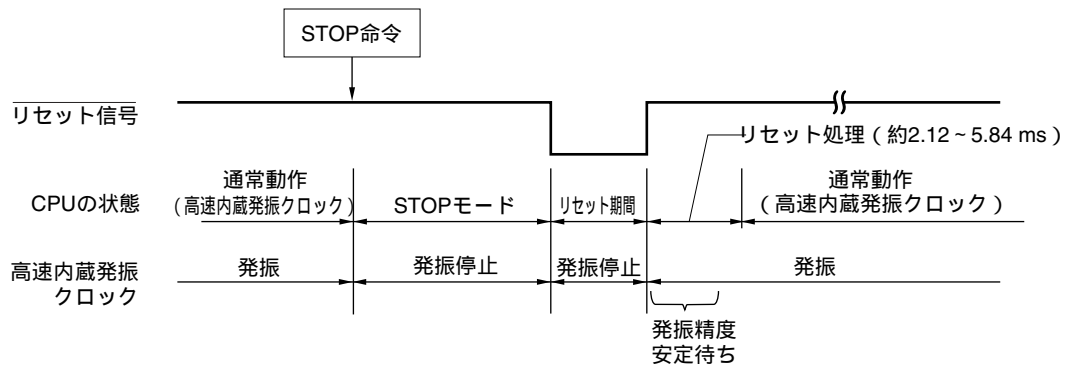 STOP命令
リセット信号
リセット処理（約2.12～5.84 ms）
CPUの状態
通常動作
（高速内蔵発振クロック）
STOPモード
リセット期間
通常動作
（高速内蔵発振クロック）
高速内蔵発振
クロック
発振
発振停止
発振停止
発振
発振精度
安定待ち